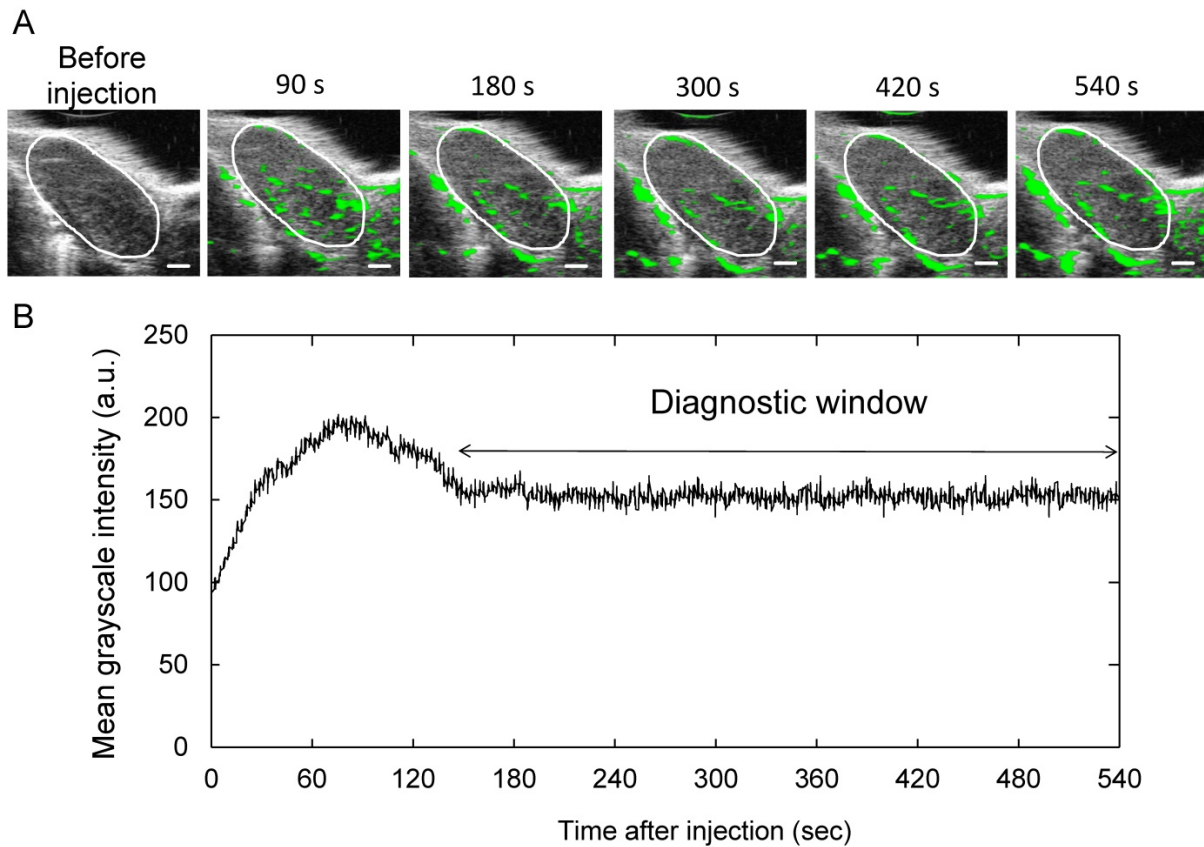 A
Before
injection
90 s
180 s
300 s
420 s
540 s
B
Mean grayscale intensity (a.u.)
250
200
150
100
50
0
Diagnostic window
0 60 120 180 240 300 360 420 480 540
Time after injection (sec)